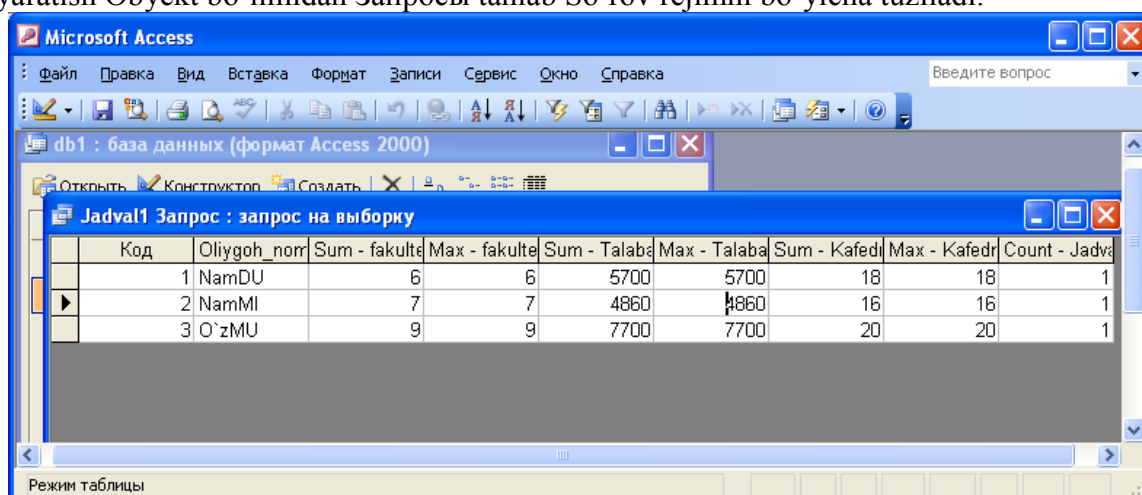 yaratish Obyekt bo'limidan Запросы tanlab So'rov rejimini bo'yicha tuziladi.
Microsoft Access
Файл Правка Вид Вставка Формат Записи Сервис Окно Справка Введите вопрос
db1 : база данных (формат Access 2000)
Открыть Конструктор Создать
Jadval1 Запрос : запрос на выборку
Код Oliygoh_nom Sum - fakulte Max - fakulte Sum - Talaba Max - Talaba Sum - Kafedr Max - Kafedr Count - Jadva
1 NamDU 6 6 5700 5700 18 18 1
2 NamMI 7 7 4860 4860 16 16 1
3 O`zMU 9 9 7700 7700 20 20 1
Режим таблицы